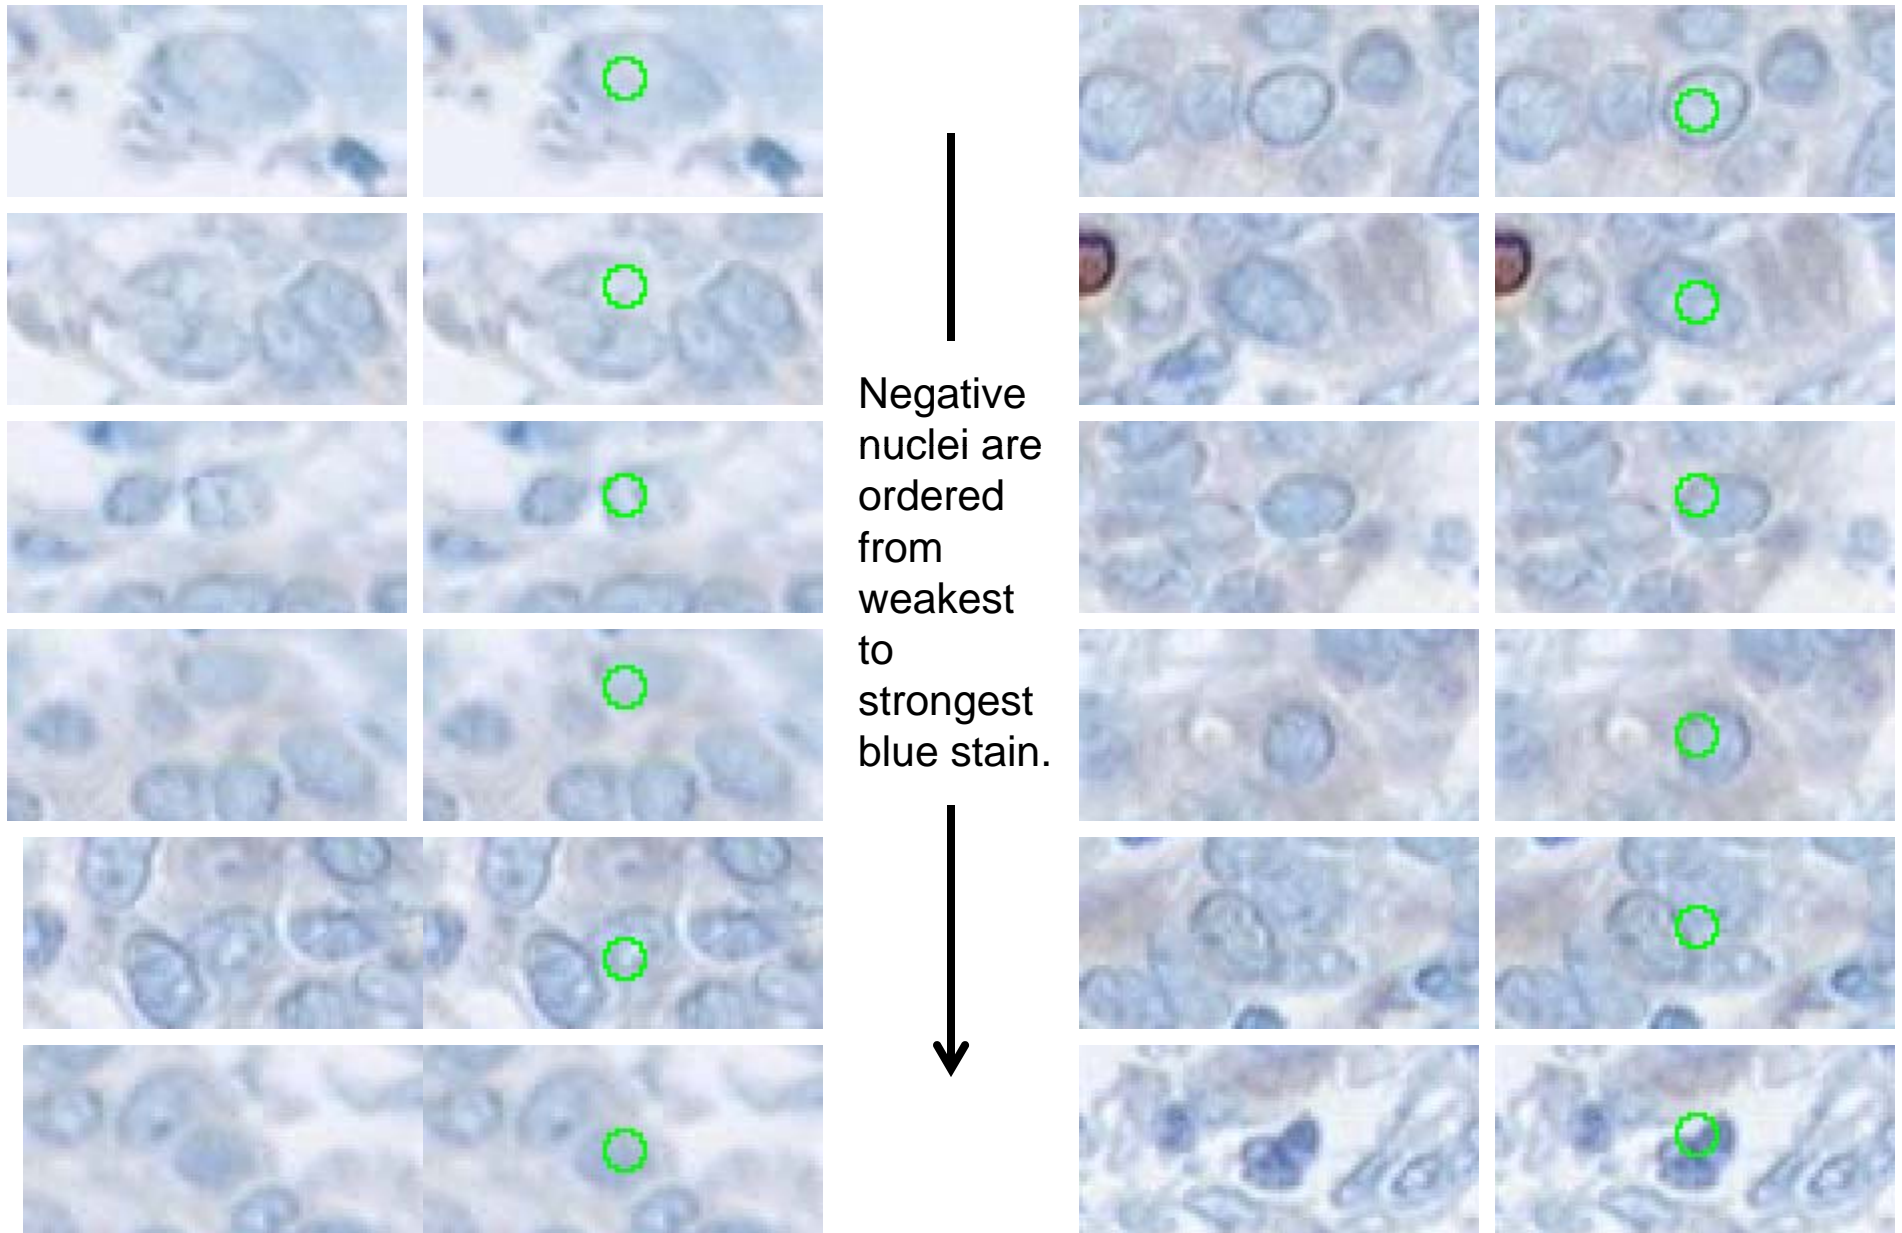 Negative
nuclei are
ordered
from
weakest
to
strongest
blue stain.